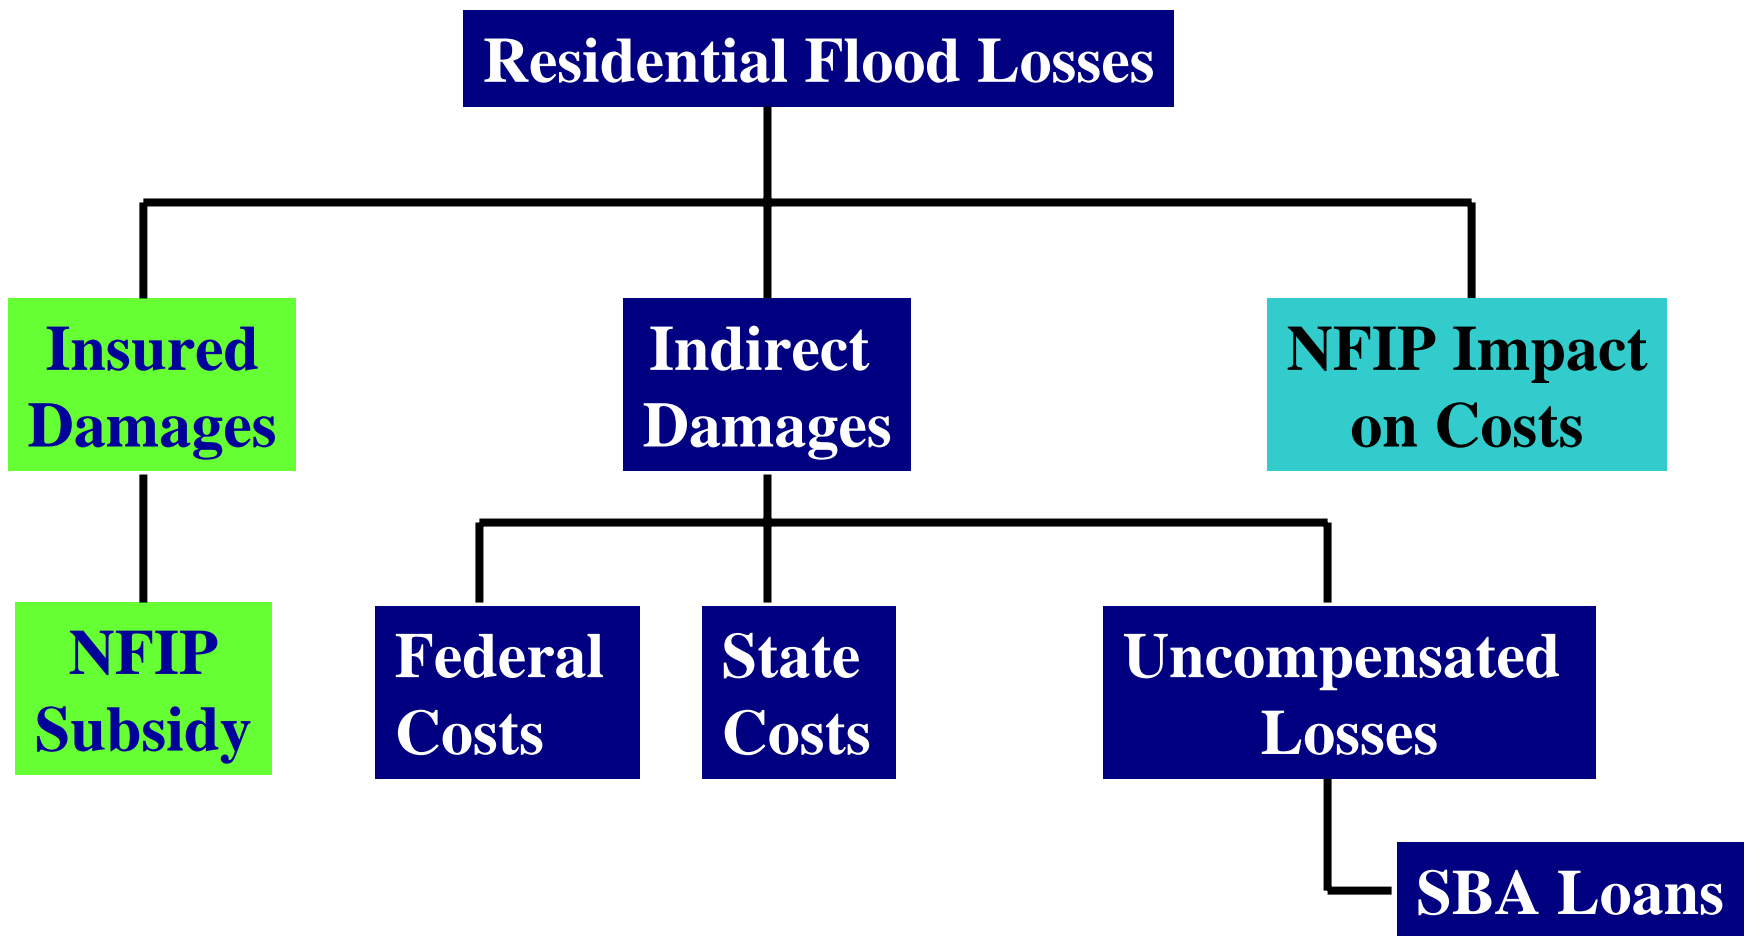 Residential Flood Losses
Insured
Damages
Indirect
Damages
NFIP Impact
on Costs
NFIP
Subsidy
Federal
Costs
State
Costs
Uncompensated
Losses
SBA Loans